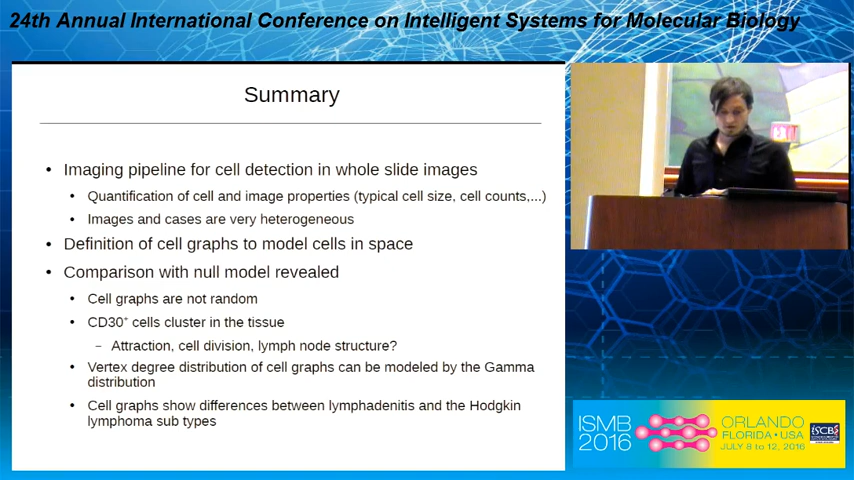 24th Annual International Conference on Intelligent Systems for Molecular Biology
Summary
• Imaging pipeline for cell detection in whole slide images
• Quantification of cell and image properties (typical cell size, cell counts,...)
• Images and cases are very heterogeneous
• Definition of cell graphs to model cells in space
• Comparison with null model revealed
• Cell graphs are not random
• CD30⁺ cells cluster in the tissue
– Attraction, cell division, lymph node structure?
• Vertex degree distribution of cell graphs can be modeled by the Gamma
distribution
• Cell graphs show differences between lymphadenitis and the Hodgkin
lymphoma sub types
ISMB
2016
ORLANDO
FLORIDA • USA
JULY 8 to 12, 2016
ISCB